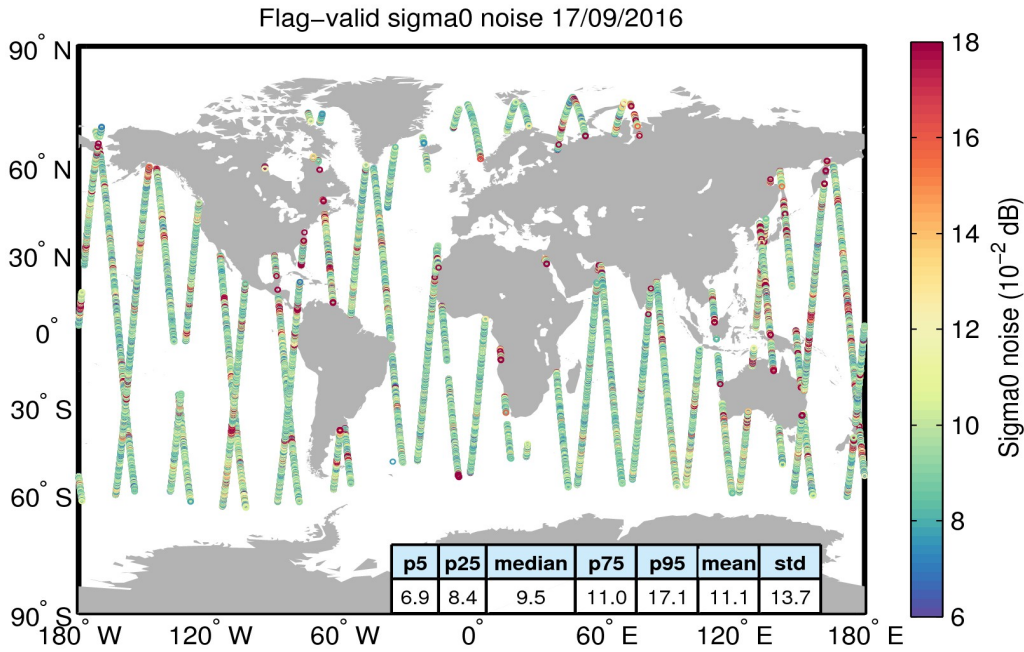 Flag−valid sigma0 noise 17/09/2016
90° N
60° N
30° N
0°
30° S
60° S
90° S
180° W
120° W
60° W
0°
60° E
120° E
180° E
p5 p25 median p75 p95 mean std
6.9 8.4 9.5 11.0 17.1 11.1 13.7
18
16
14
12
10
8
6
Sigma0 noise (10⁻² dB)